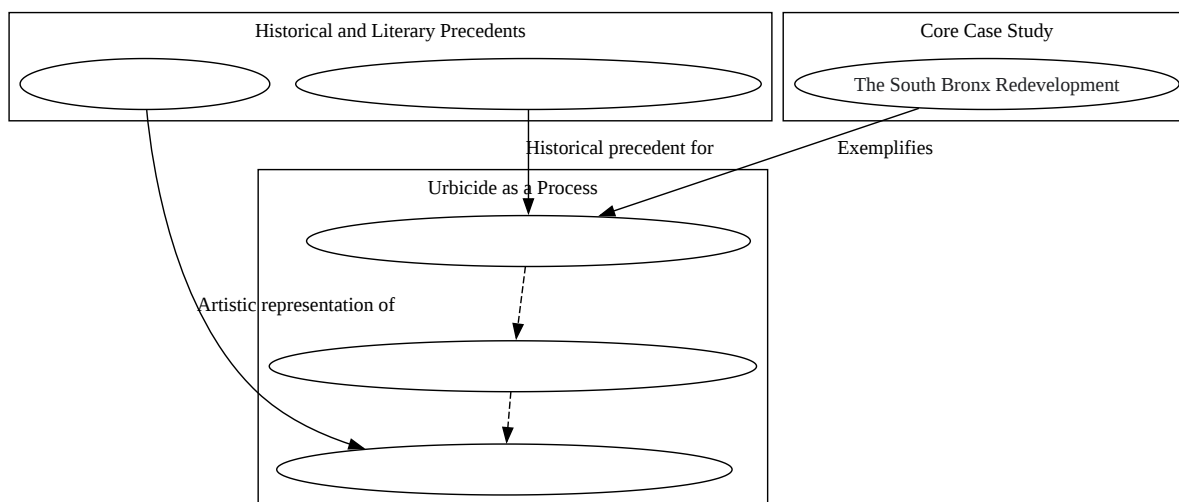 Historical and Literary Precedents
Core Case Study
The South Bronx Redevelopment
Historical precedent for
Exemplifies
Urbicide as a Process
Artistic representation of